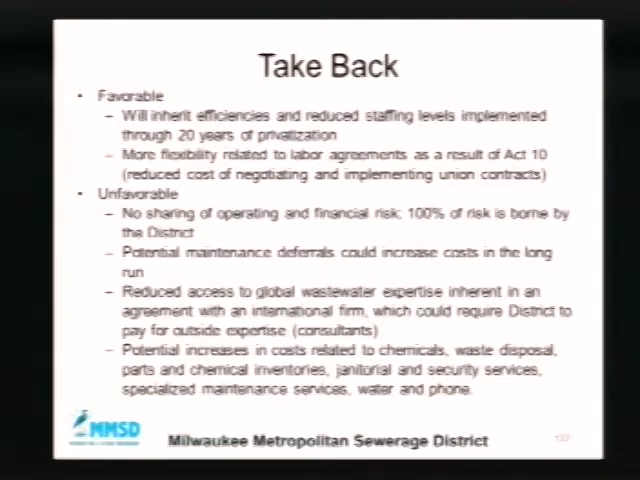 Take Back
• Favorable
– Will inherit efficiencies and reduced staffing levels implemented
through 20 years of privatization
– More flexibility related to labor agreements as a result of Act 10
(reduced cost of negotiating and implementing union contracts)
• Unfavorable
– No sharing of operating and financial risk; 100% of risk is borne by
the District
– Potential maintenance deferrals could increase costs in the long
run
– Reduced access to global wastewater expertise inherent in an
agreement with an international firm, which could require District to
pay for outside expertise (consultants)
– Potential increases in costs related to chemicals, waste disposal,
parts and chemical inventories, janitorial and security services,
specialized maintenance services, water and phone.
MMSD
Milwaukee Metropolitan Sewerage District